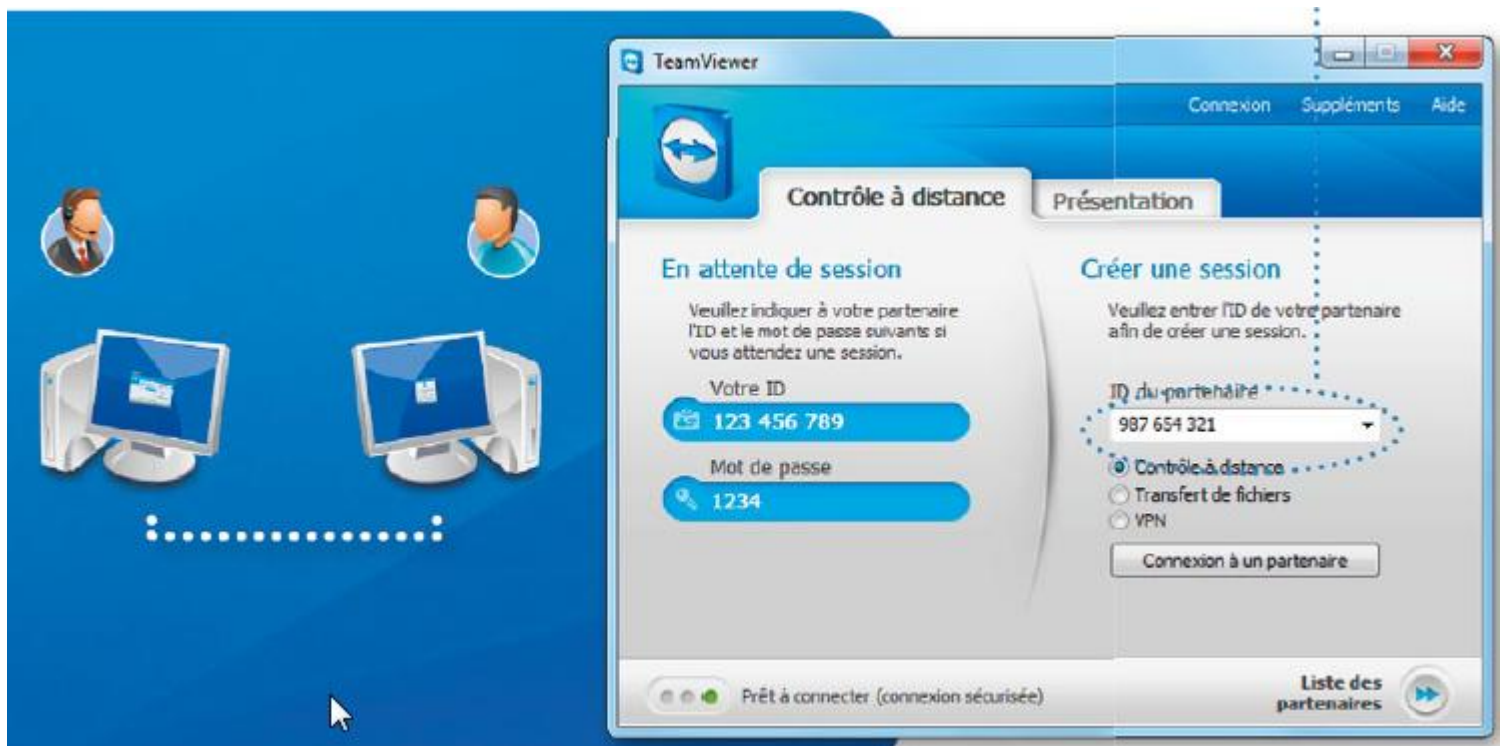 TeamViewer
Connexion Suppléments Aide
Contrôle à distance
Présentation
En attente de session
Veuillez indiquer à votre partenaire
l'ID et le mot de passe suivants si
vous attendez une session.
Votre ID
123 456 789
Mot de passe
1234
Créer une session
Veuillez entrer l'ID de votre partenaire
afin de créer une session.
ID du partenaire
987 654 321
Contrôle à distance
Transfert de fichiers
VPN
Connexion à un partenaire
Prêt à connecter (connexion sécurisée)
Liste des
partenaires